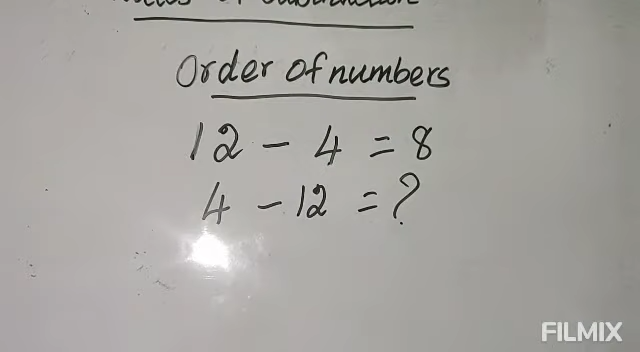 Order of numbers
12 - 4 = 8
4 - 12 = ?
FILMIX